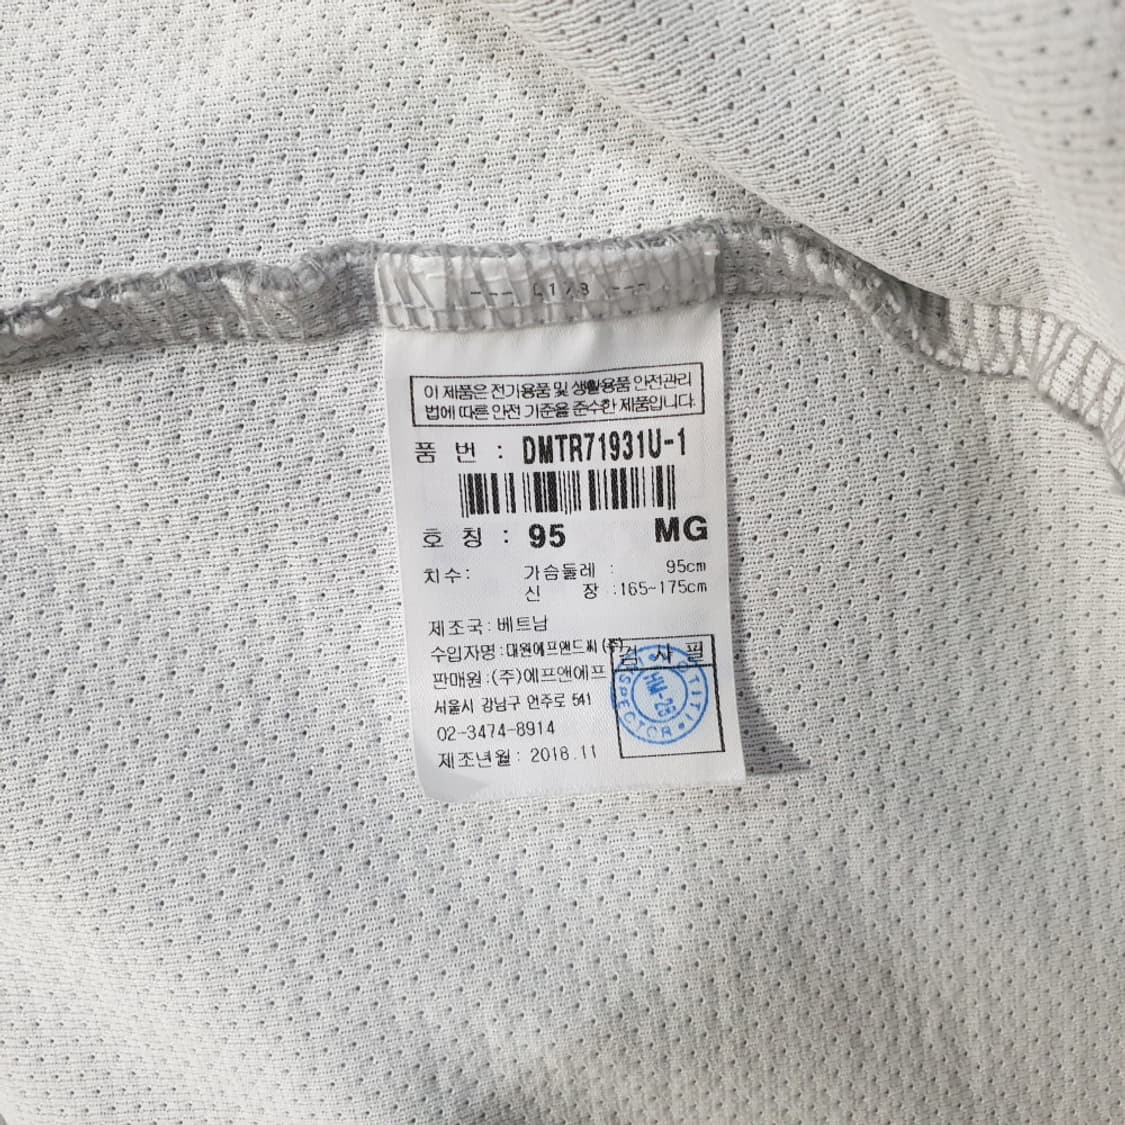 이 제품은 전기용품 및 생활용품 안전관리
법에 따른 안전 기준을 준수한 제품입니다.
품 번 : DMTR71931U-1
호 칭 : 95 MG
치수: 가슴둘레 : 95cm
신 장 :165~175cm
제조국: 베트남
수입자명 : 대원에프앤드씨 (주)
판매원 :(주)에프앤에프
서울시 강남구 언주로 541
02-3474-8914
제조년월 : 2018.11
검 사 필
OTITI
HM-26
INSPECTOR